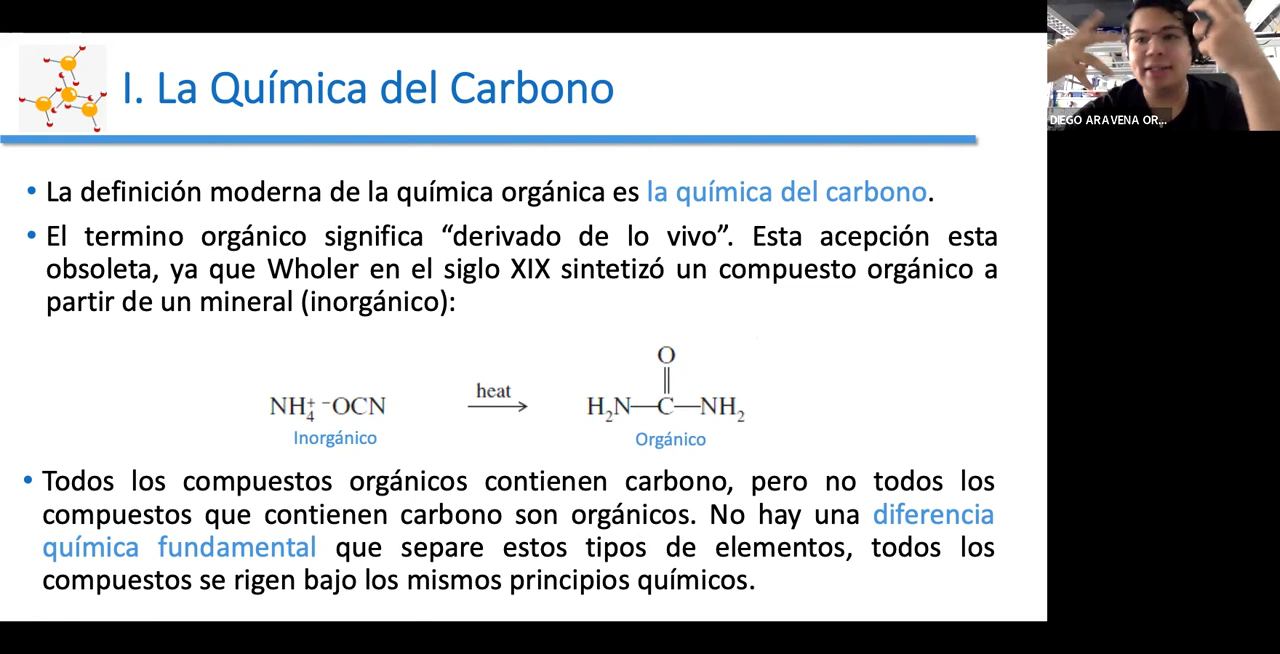 I. La Química del Carbono
DIEGO ARAVENA OR...
• La definición moderna de la química orgánica es la química del carbono.
• El termino orgánico significa “derivado de lo vivo”. Esta acepción esta
obsoleta, ya que Wholer en el siglo XIX sintetizó un compuesto orgánico a
partir de un mineral (inorgánico):
O
NH₄⁺ ⁻OCN heat H₂N—C—NH₂
Inorgánico Orgánico
• Todos los compuestos orgánicos contienen carbono, pero no todos los
compuestos que contienen carbono son orgánicos. No hay una diferencia
química fundamental que separe estos tipos de elementos, todos los
compuestos se rigen bajo los mismos principios químicos.